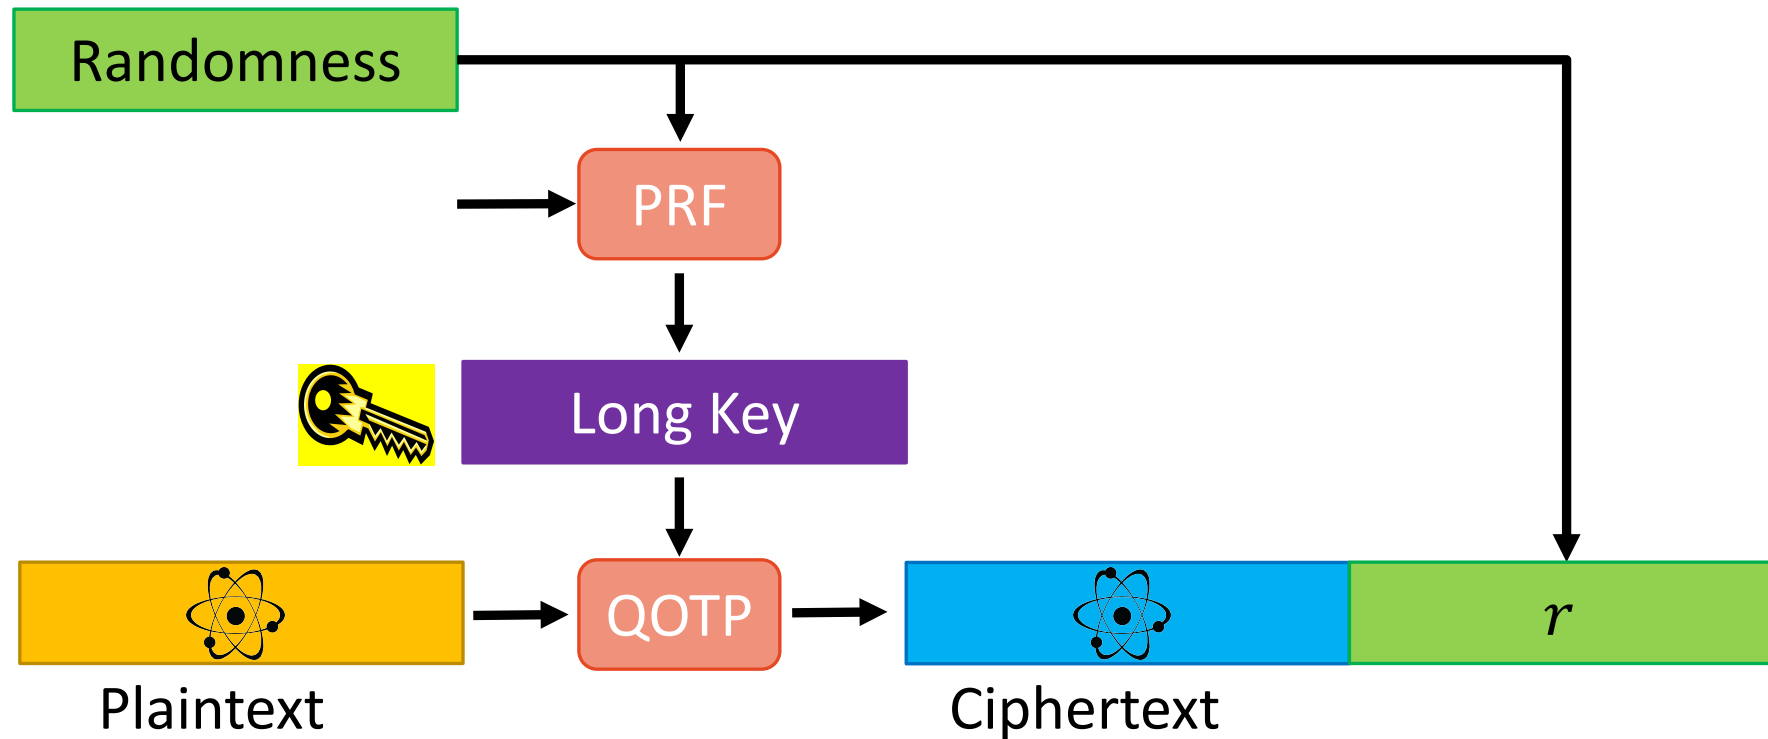 Randomness
PRF
Long Key
QOTP
r
Plaintext
Ciphertext